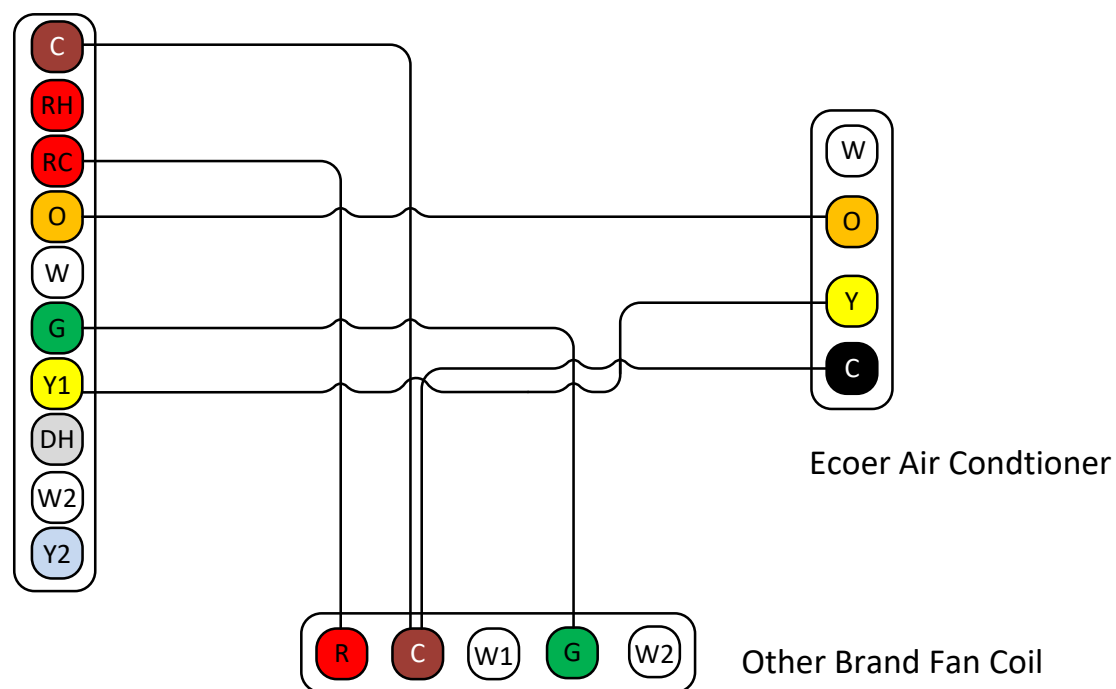 C
RH
RC
O
W
G
Y1
DH
W2
Y2
W
O
Y
C
Ecoer Air Condtioner
R
C
W1
G
W2
Other Brand Fan Coil